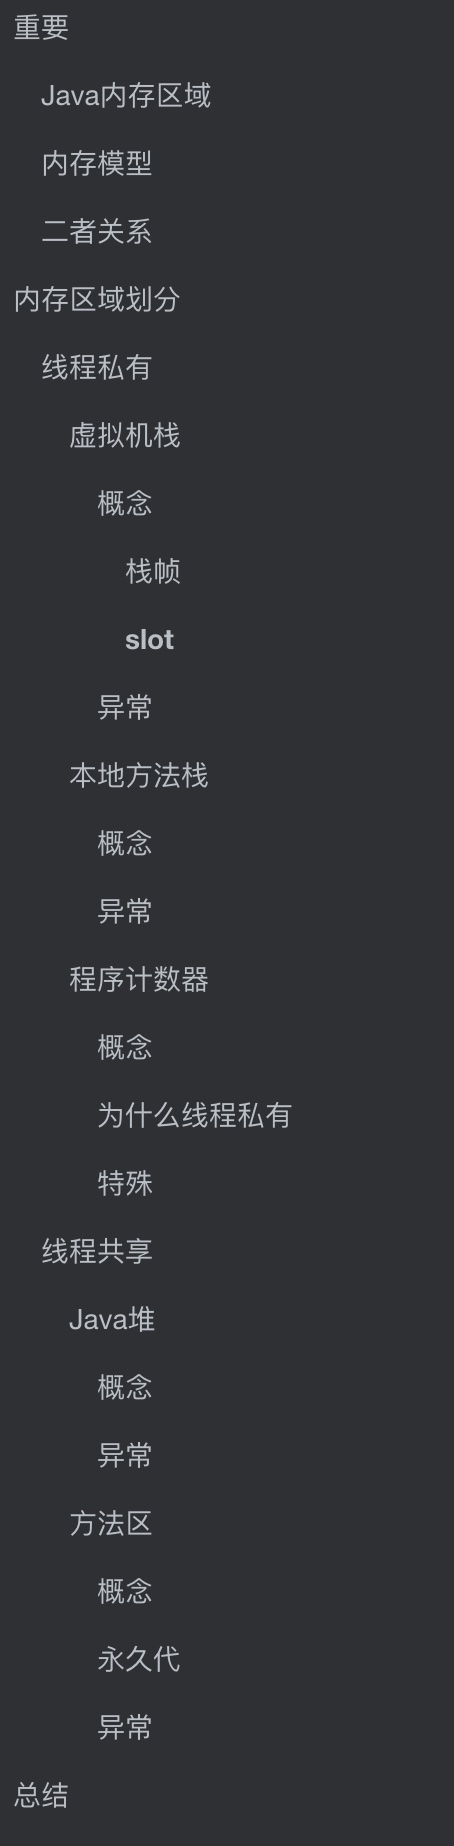 重要
Java内存区域
内存模型
二者关系
内存区域划分
线程私有
虚拟机栈
概念
栈帧
slot
异常
本地方法栈
概念
异常
程序计数器
概念
为什么线程私有
特殊
线程共享
Java堆
概念
异常
方法区
概念
永久代
异常
总结